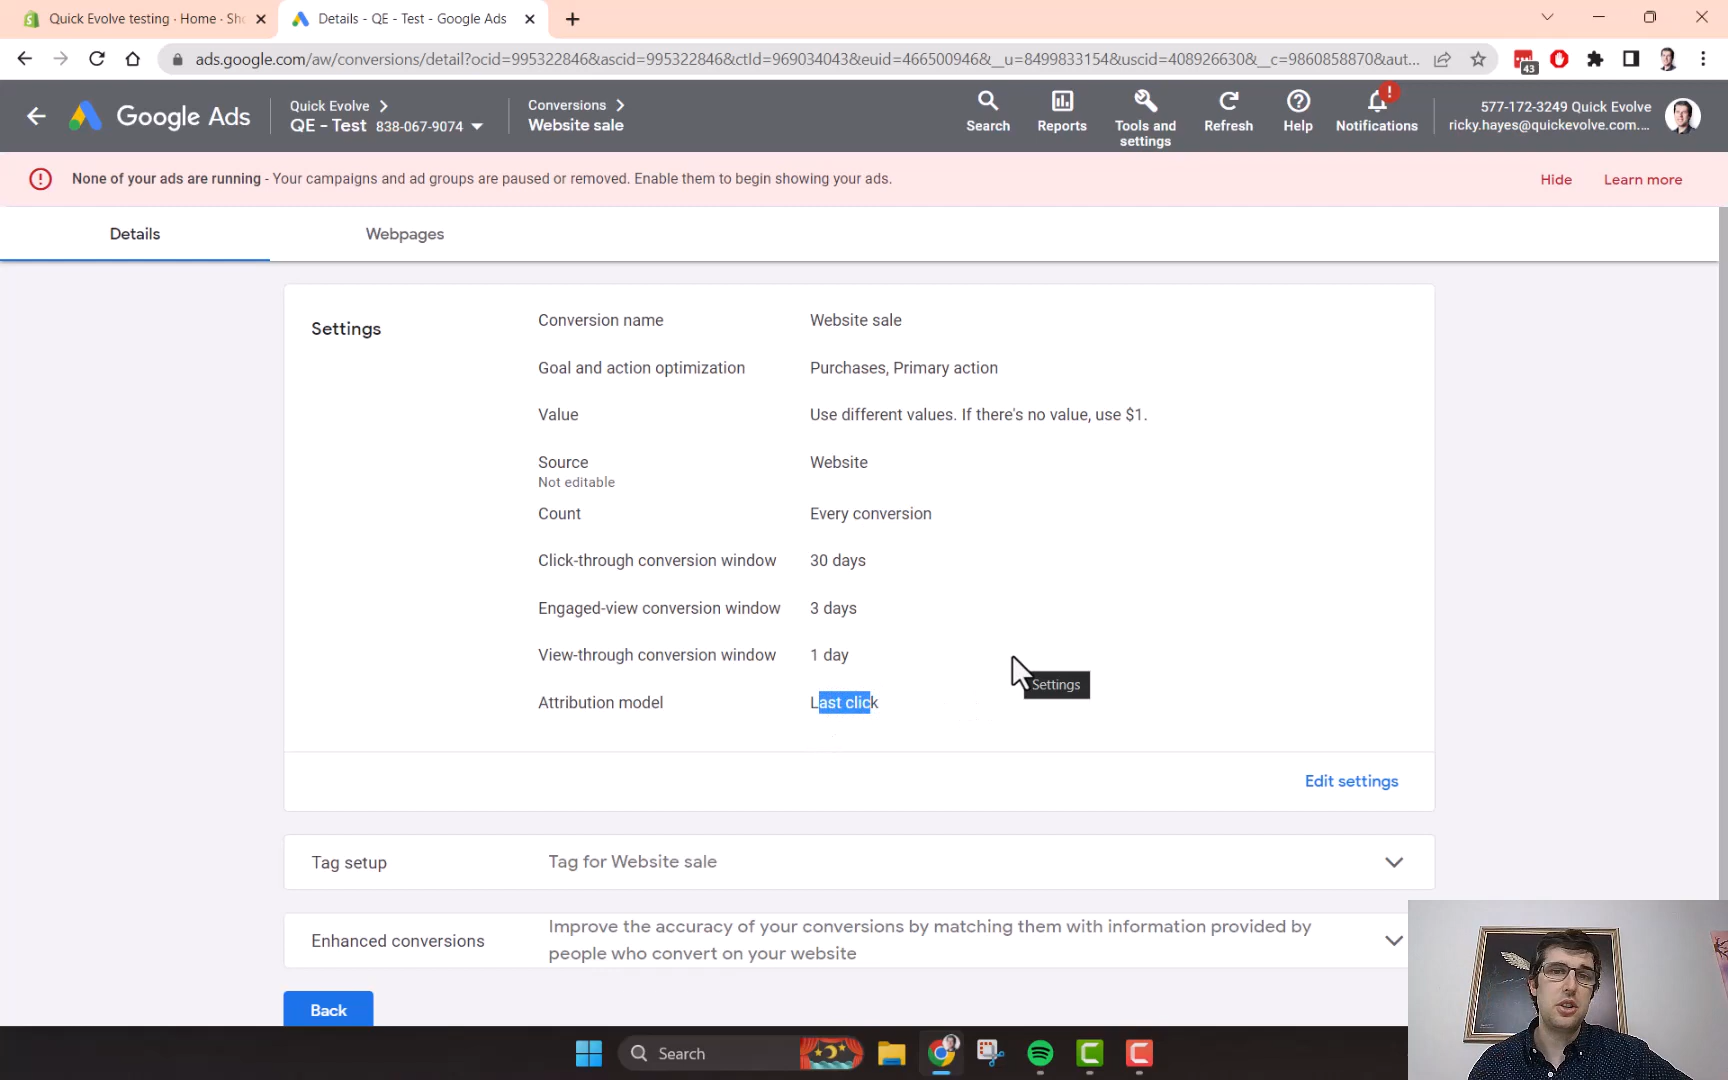 Quick Evolve testing · Home · Sho
Details - QE - Test - Google Ads
ads.google.com/aw/conversions/detail?ocid=995322846&ascid=995322846&ctId=969034043&euid=466500946&__u=8499833154&uscid=408926630&__c=9860858870&aut...
43
Google Ads
Quick Evolve
QE - Test 838-067-9074
Conversions
Website sale
Search
Reports
Tools and
settings
Refresh
Help
!
Notifications
577-172-3249 Quick Evolve
ricky.hayes@quickevolve.com....
None of your ads are running - Your campaigns and ad groups are paused or removed. Enable them to begin showing your ads.
Hide
Learn more
Details
Webpages
Settings
Conversion name
Website sale
Goal and action optimization
Purchases, Primary action
Value
Use different values. If there's no value, use $1.
Source
Not editable
Website
Count
Every conversion
Click-through conversion window
30 days
Engaged-view conversion window
3 days
View-through conversion window
1 day
Settings
Attribution model
Last click
Edit settings
Tag setup
Tag for Website sale
Enhanced conversions
Improve the accuracy of your conversions by matching them with information provided by
people who convert on your website
Back
Search